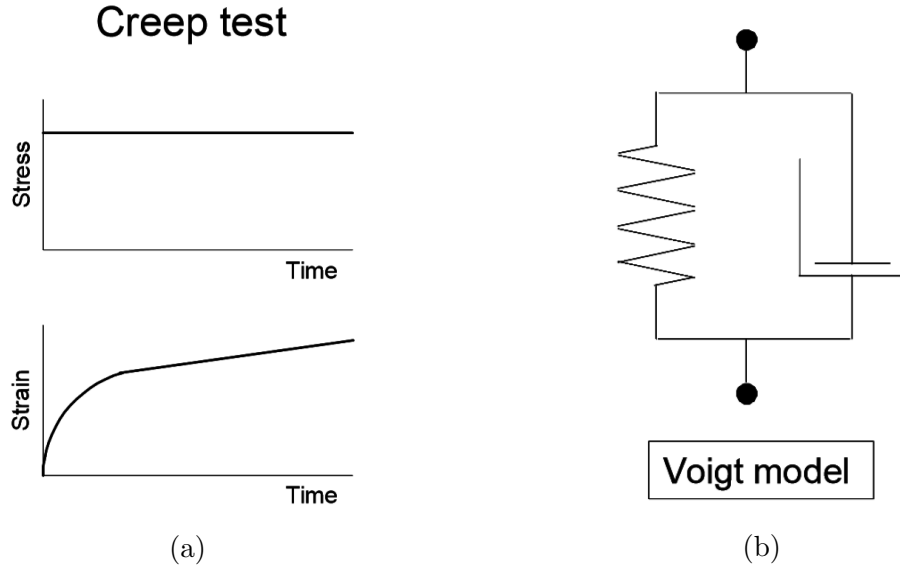 Creep test
Stress
Time
Strain
Time
(a)
Voigt model
(b)